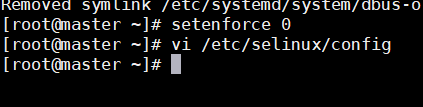 Removed symlink /etc/systemd/system/dbus-o
[root@master ~]# setenforce 0
[root@master ~]# vi /etc/selinux/config
[root@master ~]#